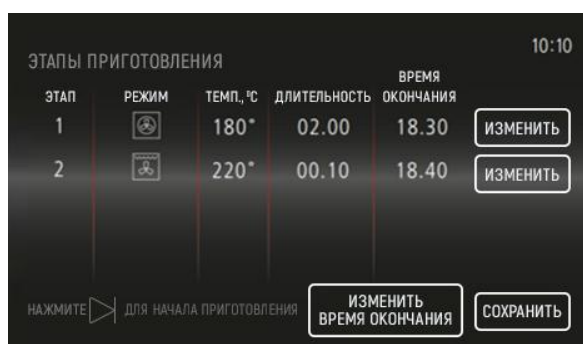 10:10
ЭТАПЫ ПРИГОТОВЛЕНИЯ
ЭТАП РЕЖИМ ТЕМП.,°C ДЛИТЕЛЬНОСТЬ ВРЕМЯ ОКОНЧАНИЯ
1 180° 02.00 18.30 ИЗМЕНИТЬ
2 220° 00.10 18.40 ИЗМЕНИТЬ
НАЖМИТЕ ДЛЯ НАЧАЛА ПРИГОТОВЛЕНИЯ
ИЗМЕНИТЬ
ВРЕМЯ ОКОНЧАНИЯ
СОХРАНИТЬ